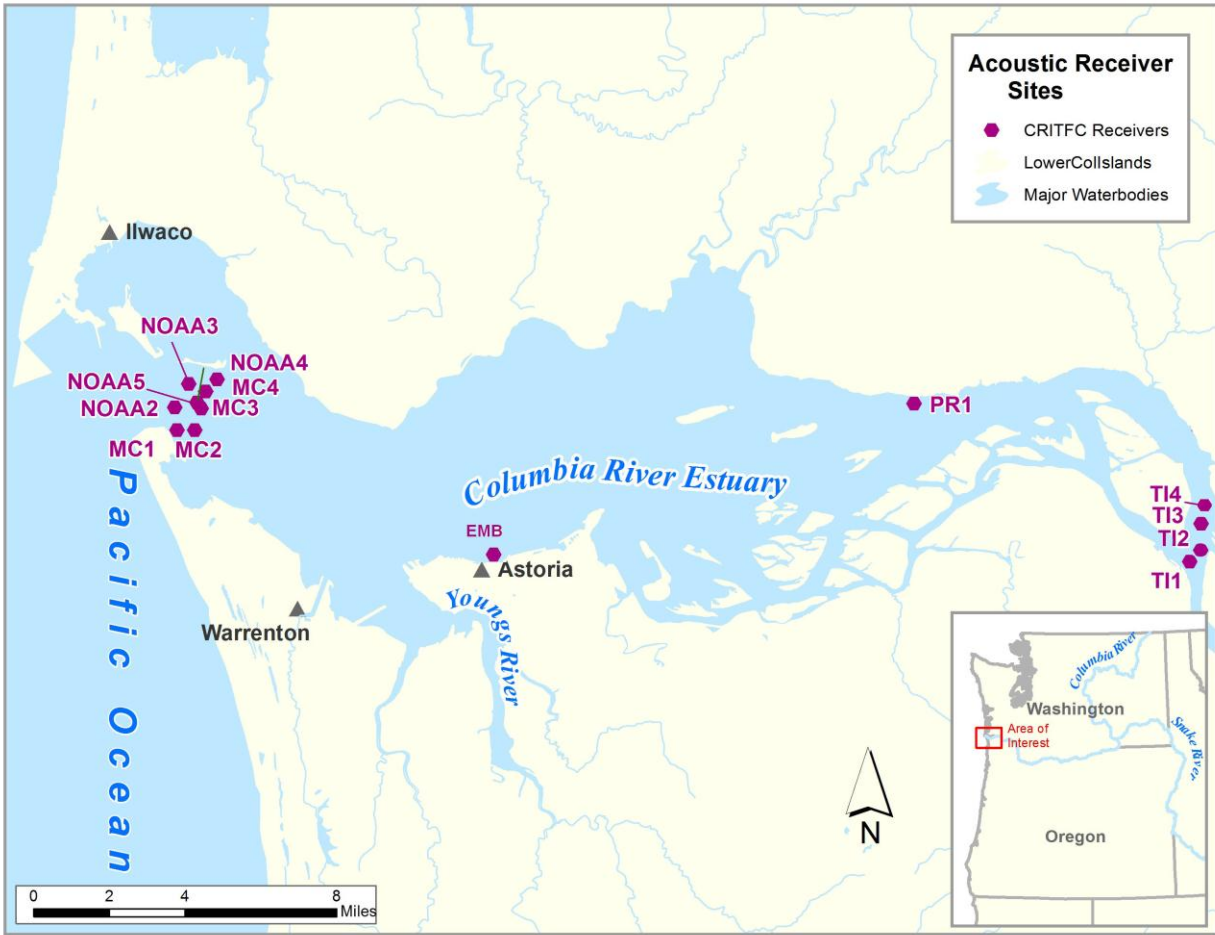 Acoustic Receiver
Sites
CRITFC Receivers
LowerColIslands
Major Waterbodies
Ilwaco
NOAA3
NOAA4
NOAA5
MC4
NOAA2
MC3
MC1
MC2
PR1
Columbia River Estuary
TI4
TI3
TI2
TI1
EMB
Astoria
Youngs River
Warrenton
Pacific Ocean
N
0 2 4 8
Miles
Columbia River
Washington
Area of
Interest
Snake River
Oregon